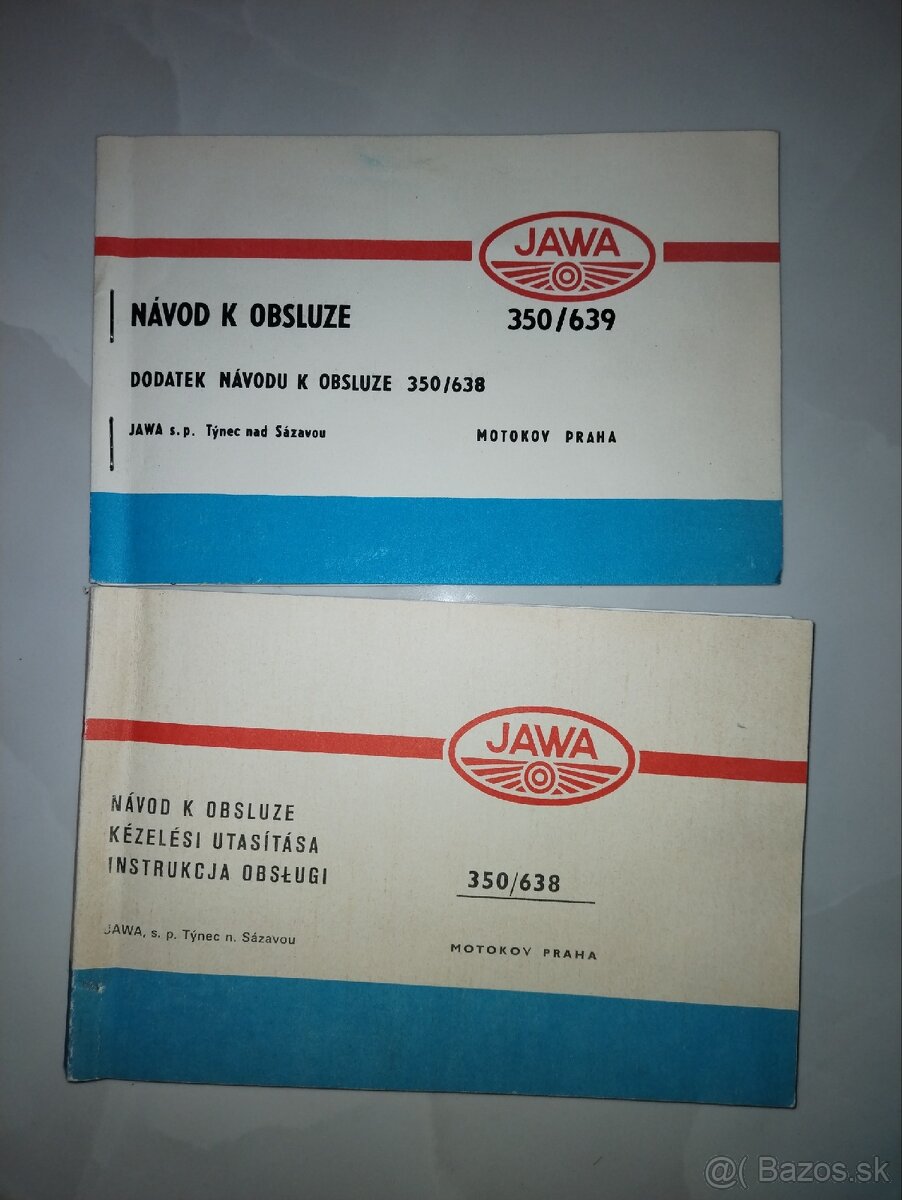 JAWA
NÁVOD K OBSLUZE 350/639
DODATEK NÁVODU K OBSLUZE 350/638
JAWA s.p. Týnec nad Sázavou MOTOKOV PRAHA
JAWA
NÁVOD K OBSLUZE
KÉZELÉSI UTASÍTÁSA
INSTRUKCJA OBSŁUGI
350/638
JAWA, s. p. Týnec n. Sázavou
MOTOKOV PRAHA
@( Bazos.sk